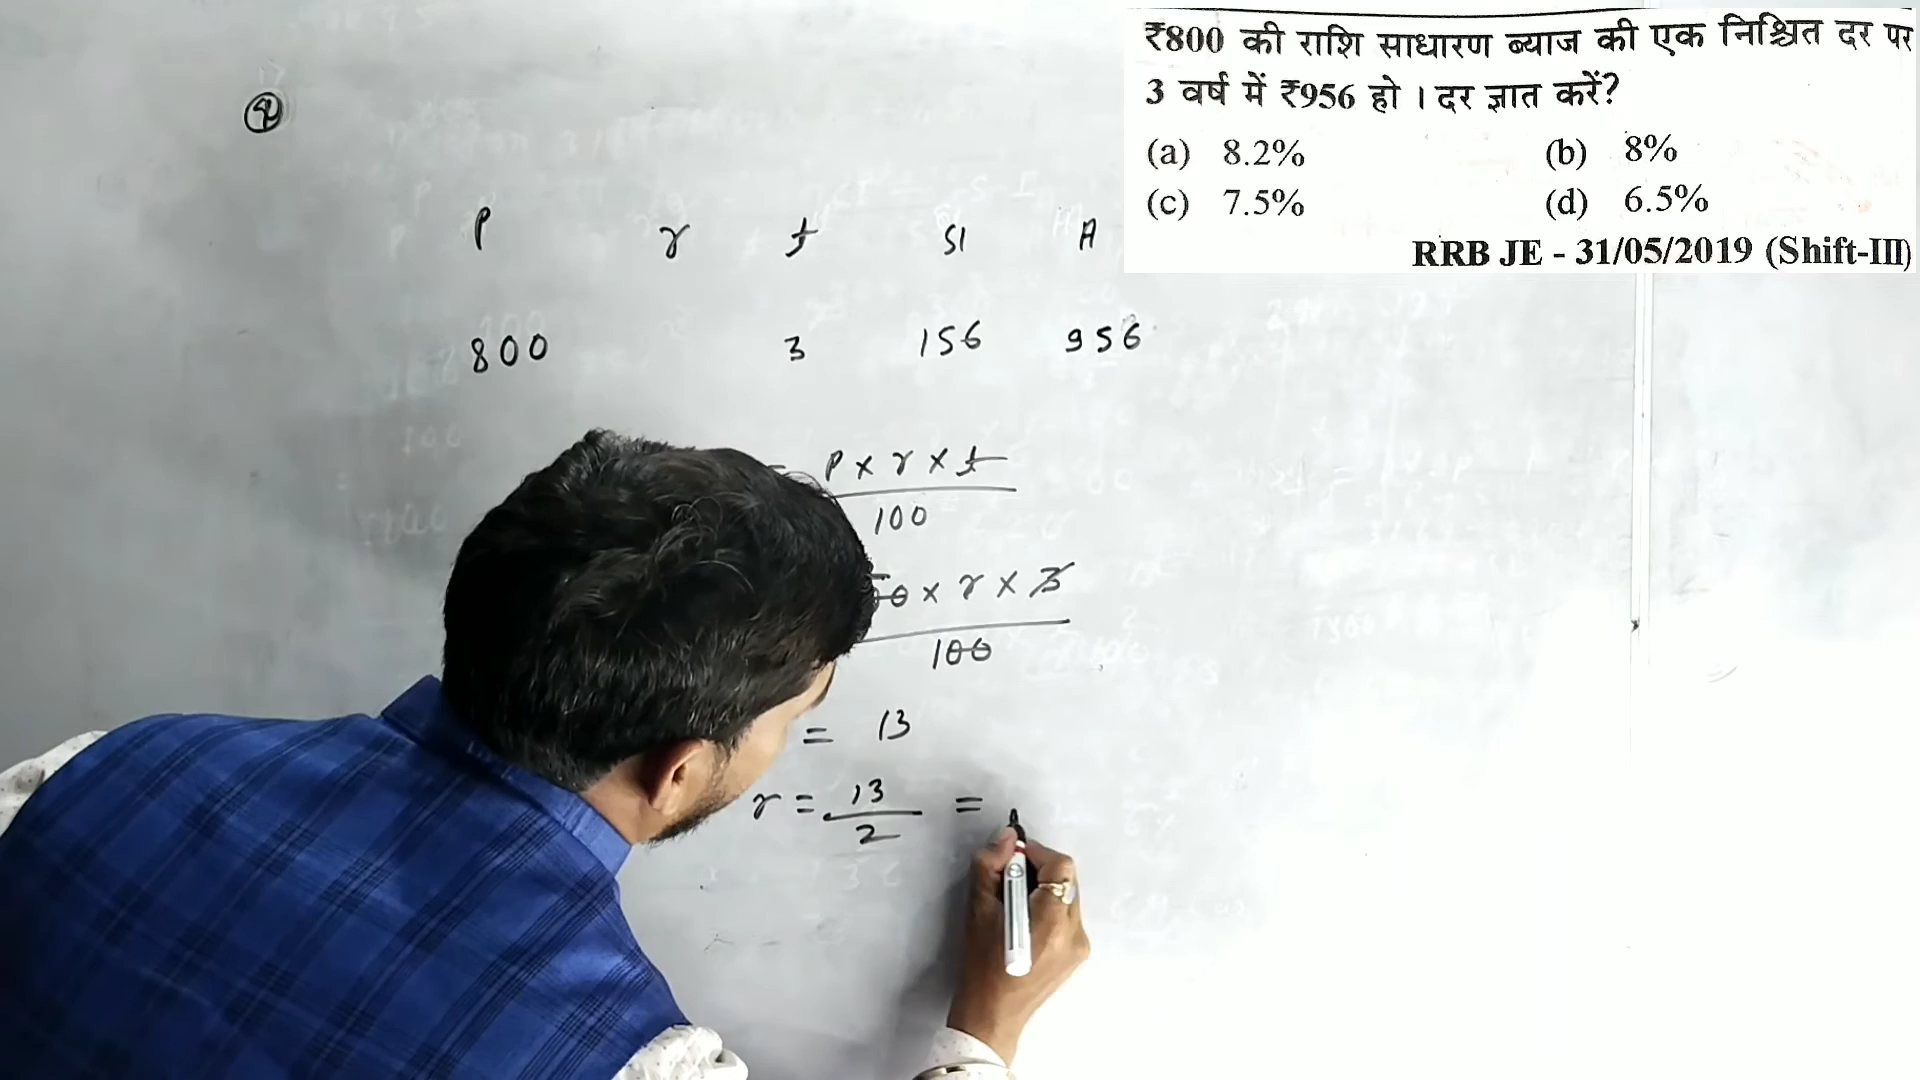 ₹800 की राशि साधारण ब्याज की एक निश्चित दर पर
3 वर्ष में ₹956 हो । दर ज्ञात करें?
(a) 8.2% (b) 8%
(c) 7.5% (d) 6.5%
RRB JE - 31/05/2019 (Shift-III)
P r t SI A
800 3 156 956
= P × r × t
100
× r × 3
100
= 13
r = 13
2 =